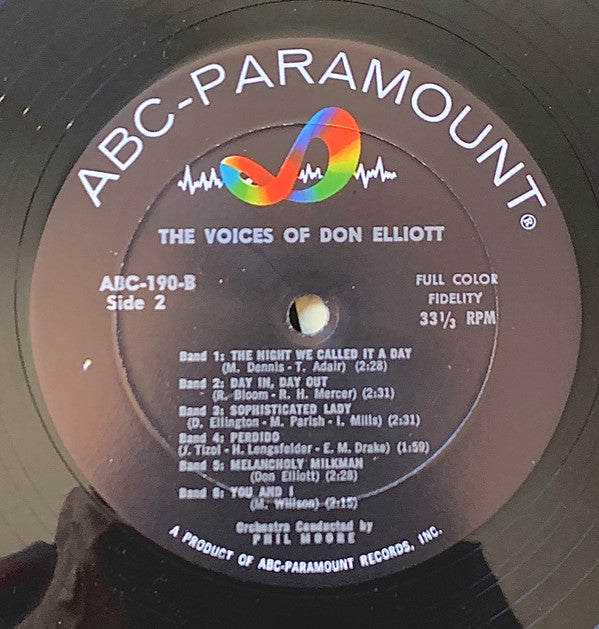 ABC-PARAMOUNT®
THE VOICES OF DON ELLIOTT
ABC-190-B
Side 2
FULL COLOR
FIDELITY
33⅓ RPM
Band 1: THE NIGHT WE CALLED IT A DAY
(M. Dennis - T. Adair) (2:28)
Band 2: DAY IN, DAY OUT
(R. Bloom - R. H. Mercer) (2:31)
Band 3: SOPHISTICATED LADY
(D. Ellington - M. Parish - I. Mills) (2:31)
Band 4: PERDIDO
(J. Tizol - H. Lengsfelder - E. M. Drake) (1:59)
Band 5: MELANCHOLY MILKMAN
(Don Elliott) (2:28)
Band 6: YOU AND I
(M. Willson) (2:15)
Orchestra Conducted by
PHIL MOORE
A PRODUCT OF ABC-PARAMOUNT RECORDS, INC.